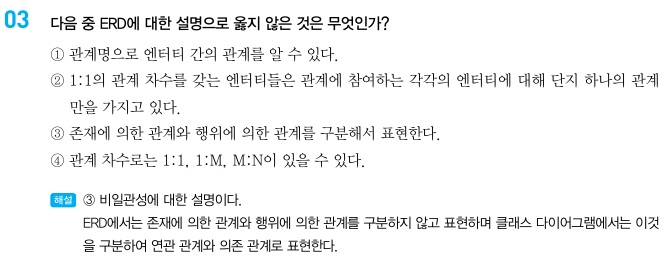 03 다음 중 ERD에 대한 설명으로 옳지 않은 것은 무엇인가?
① 관계명으로 엔터티 간의 관계를 알 수 있다.
② 1:1의 관계 차수를 갖는 엔터티들은 관계에 참여하는 각각의 엔터티에 대해 단지 하나의 관계
만을 가지고 있다.
③ 존재에 의한 관계와 행위에 의한 관계를 구분해서 표현한다.
④ 관계 차수로는 1:1, 1:M, M:N이 있을 수 있다.
해설 ③ 비일관성에 대한 설명이다.
ERD에서는 존재에 의한 관계와 행위에 의한 관계를 구분하지 않고 표현하며 클래스 다이어그램에서는 이것
을 구분하여 연관 관계와 의존 관계로 표현한다.